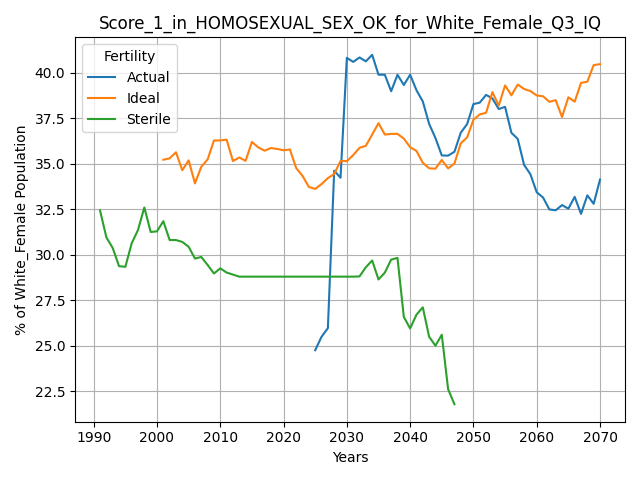 Score_1_in_HOMOSEXUAL_SEX_OK_for_White_Female_Q3_IQ
% of White_Female Population
Fertility
Actual
Ideal
Sterile
40.0
37.5
35.0
32.5
30.0
27.5
25.0
22.5
1990 2000 2010 2020 2030 2040 2050 2060 2070
Years